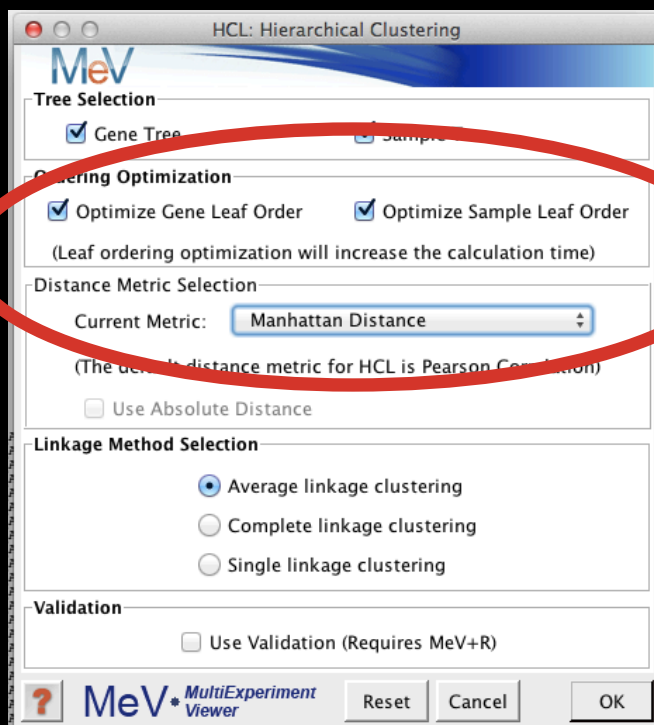 HCL: Hierarchical Clustering
MeV
Tree Selection
Gene Tree
Ordering Optimization
Optimize Gene Leaf Order Optimize Sample Leaf Order
(Leaf ordering optimization will increase the calculation time)
Distance Metric Selection
Current Metric: Manhattan Distance
(The default distance metric for HCL is Pearson Correlation)
Use Absolute Distance
Linkage Method Selection
Average linkage clustering
Complete linkage clustering
Single linkage clustering
Validation
Use Validation (Requires MeV+R)
? MeV MultiExperiment Viewer Reset Cancel OK